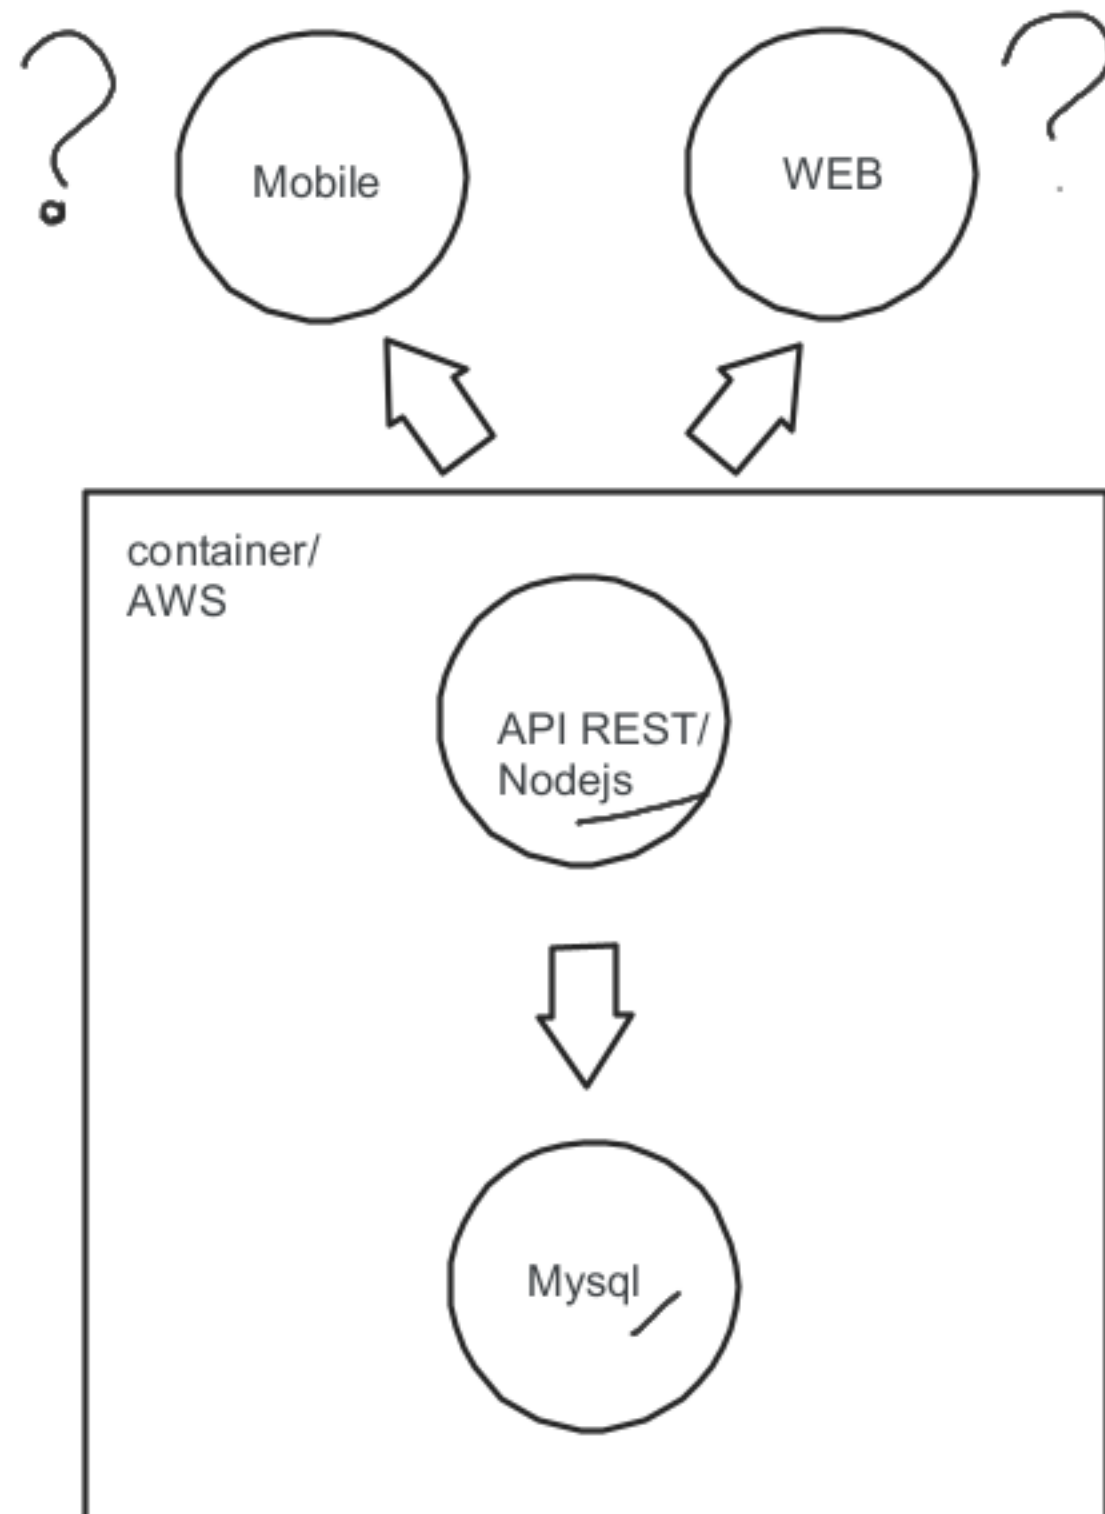 ?
Mobile
WEB
?
container/
AWS
API REST/
Nodejs
Mysql